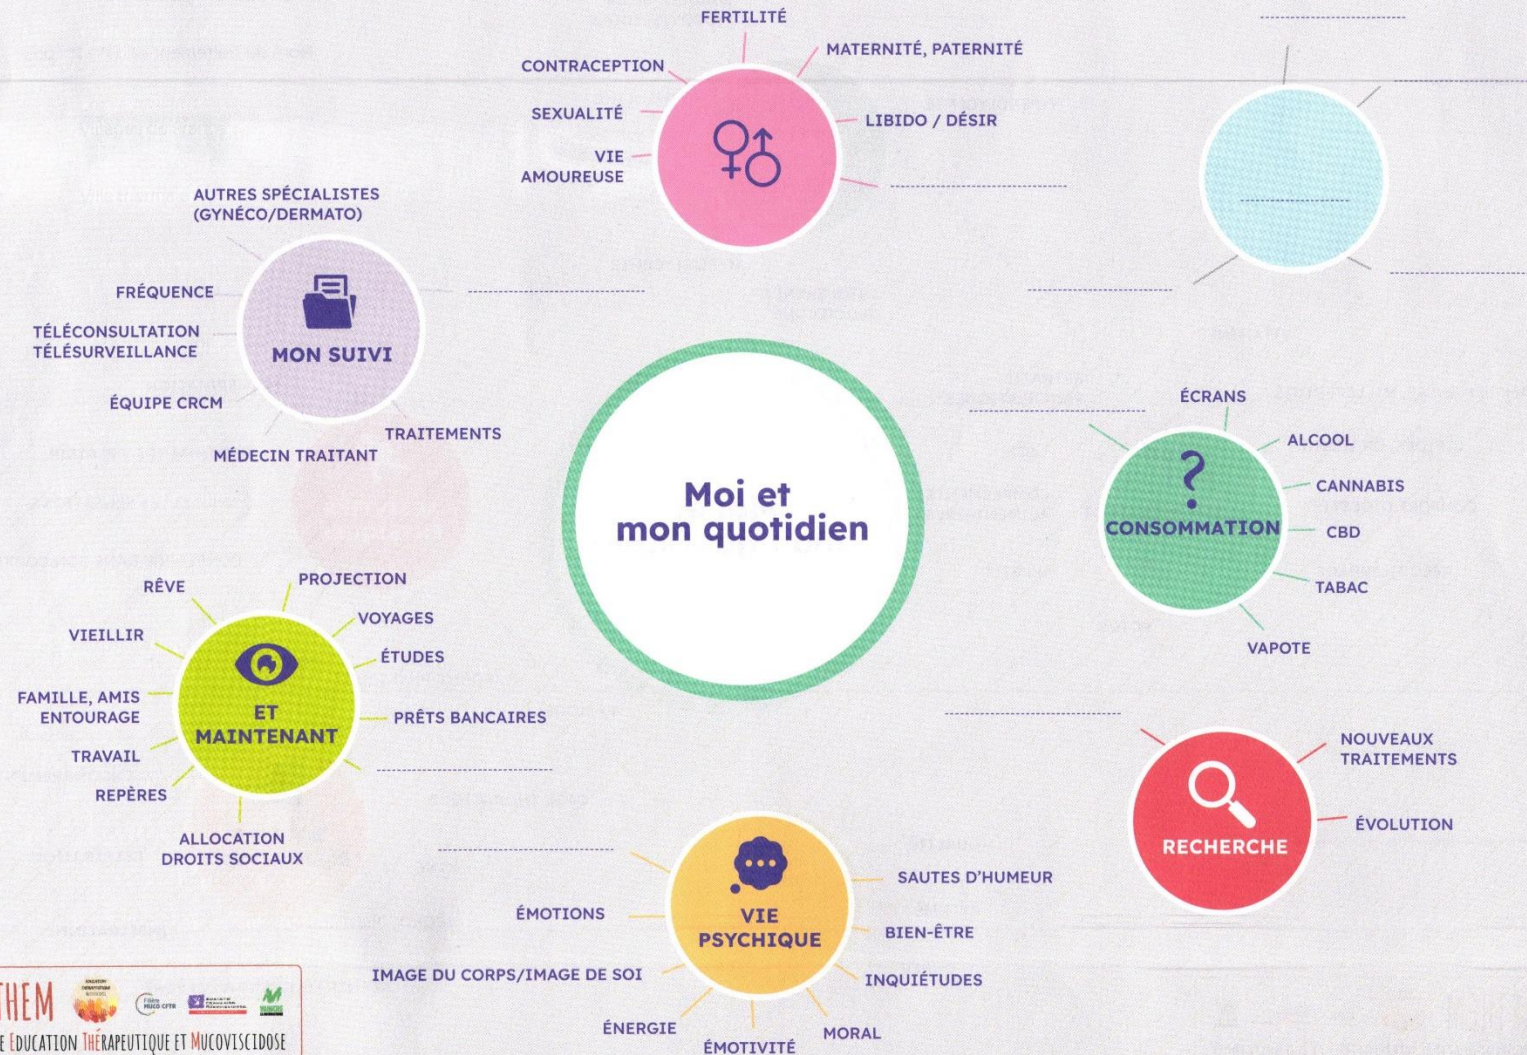 FERTILITÉ
MATERNITÉ, PATERNITÉ
CONTRACEPTION
SEXUALITÉ
LIBIDO / DÉSIR
VIE
AMOUREUSE
AUTRES SPÉCIALISTES
(GYNÉCO/DERMATO)
FRÉQUENCE
TÉLÉCONSULTATION
TÉLÉSURVEILLANCE
MON SUIVI
ÉQUIPE CRCM
TRAITEMENTS
MÉDECIN TRAITANT
Moi et
mon quotidien
ÉCRANS
ALCOOL
CANNABIS
?
CONSOMMATION
CBD
TABAC
VAPOTE
RÊVE
PROJECTION
VOYAGES
VIEILLIR
ÉTUDES
FAMILLE, AMIS
ENTOURAGE
ET
MAINTENANT
PRÊTS BANCAIRES
TRAVAIL
REPÈRES
ALLOCATION
DROITS SOCIAUX
NOUVEAUX
TRAITEMENTS
ÉVOLUTION
RECHERCHE
SAUTES D'HUMEUR
ÉMOTIONS
VIE
PSYCHIQUE
BIEN-ÊTRE
IMAGE DU CORPS/IMAGE DE SOI
INQUIÉTUDES
ÉNERGIE
MORAL
ÉMOTIVITÉ
THEM
Filière
MUCO CFTR
E EDUCATION THÉRAPEUTIQUE ET MUCOVISCIDOSE